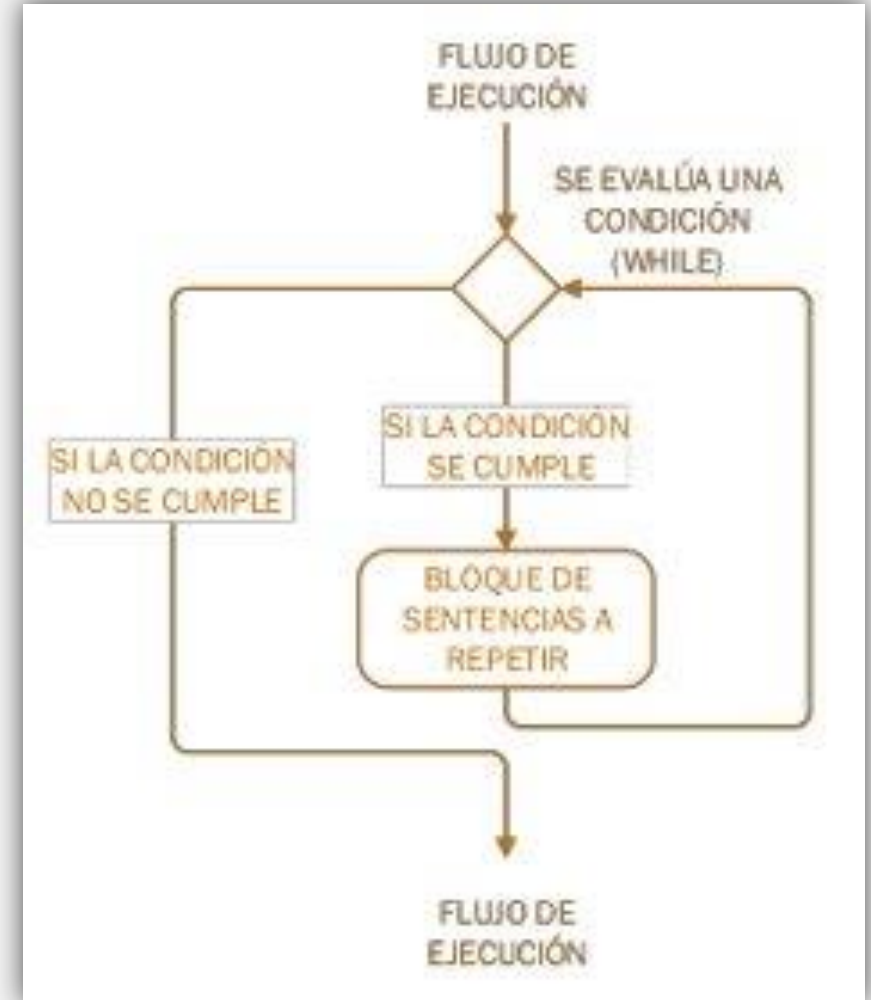 FLUJO DE
EJECUCIÓN
SE EVALÚA UNA
CONDICIÓN
(WHILE)
SI LA CONDICIÓN
SE CUMPLE
SI LA CONDICIÓN
NO SE CUMPLE
BLOQUE DE
SENTENCIAS A
REPETIR
FLUJO DE
EJECUCIÓN